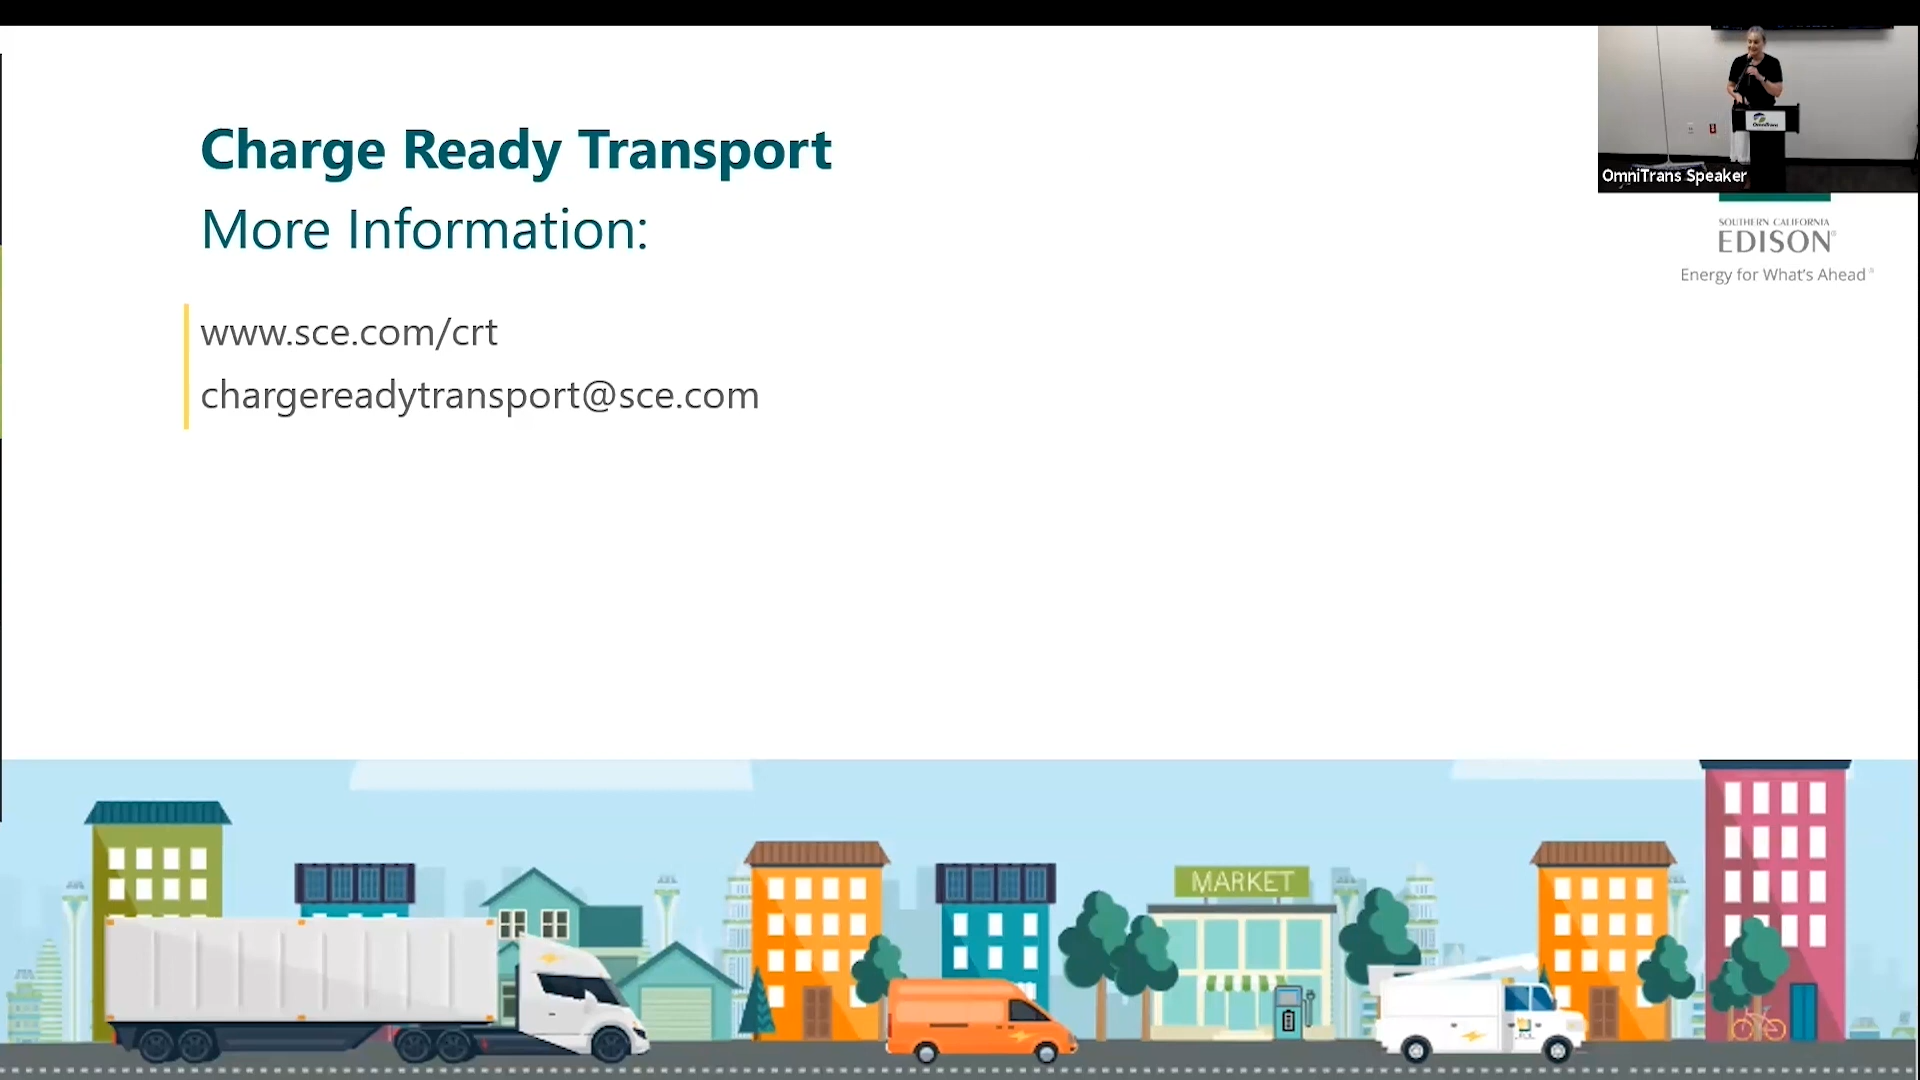 Charge Ready Transport
More Information:
www.sce.com/crt
chargereadytransport@sce.com
OmniTrans
OmniTrans Speaker
SOUTHERN CALIFORNIA
EDISON®
Energy for What's Ahead®
MARKET